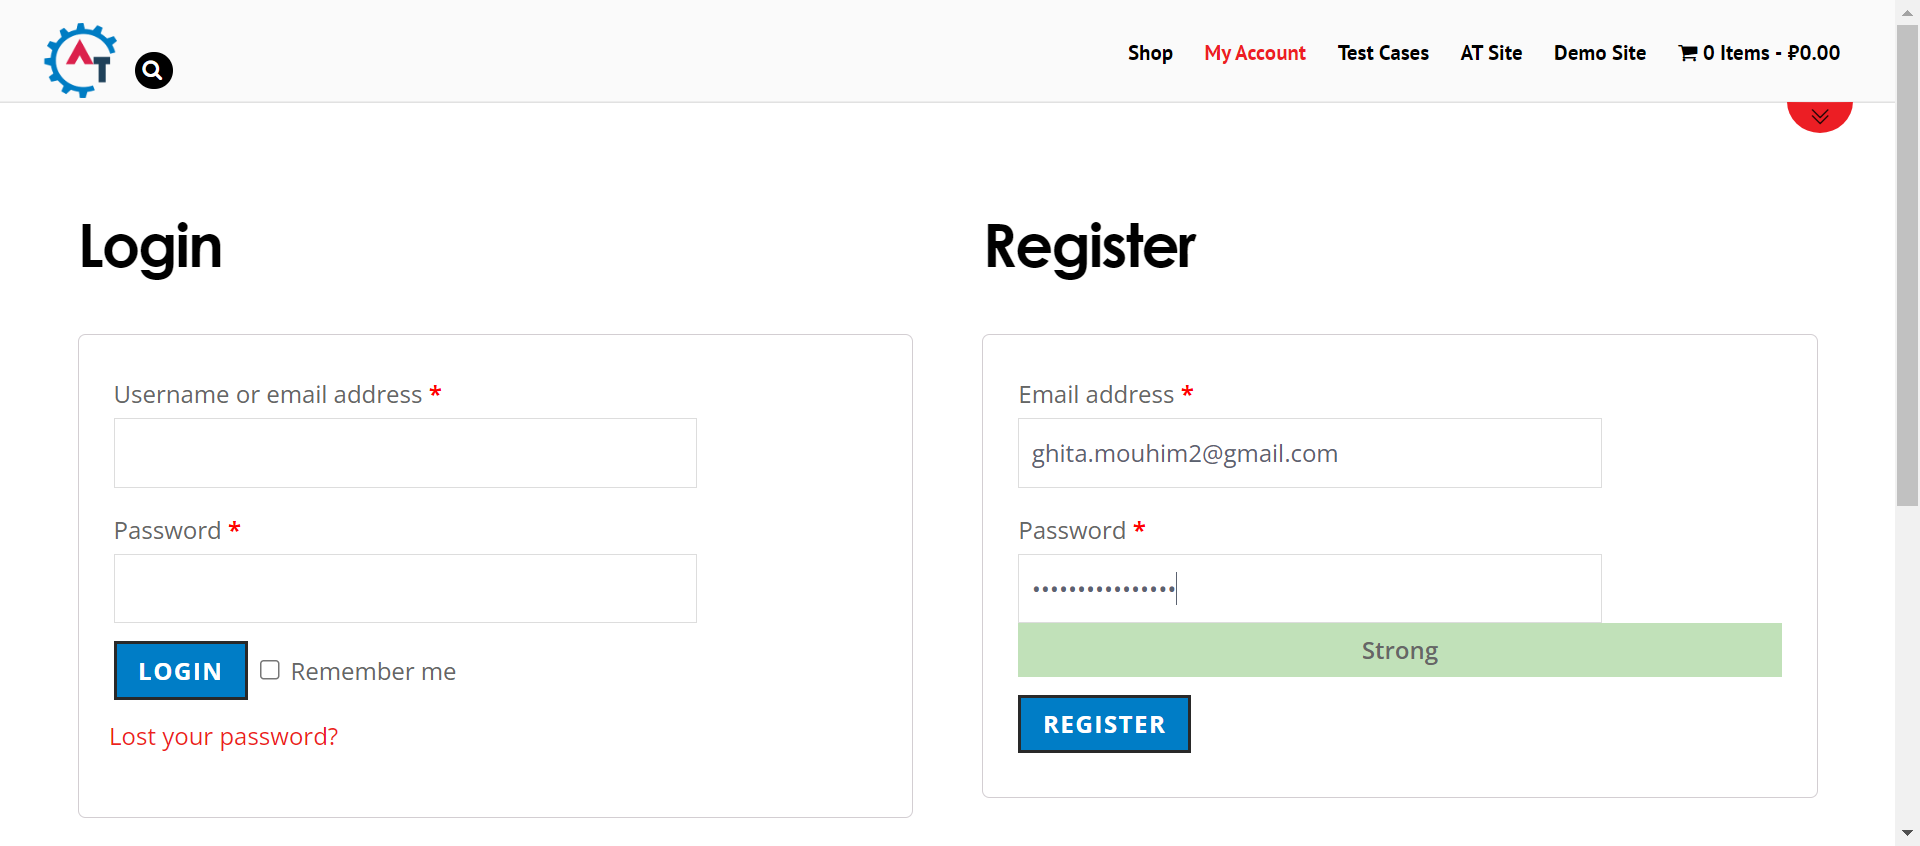 AT
Shop My Account Test Cases AT Site Demo Site 0 Items - ₽0.00
Login
Username or email address *
Password *
LOGIN Remember me
Lost your password?
Register
Email address *
ghita.mouhim2@gmail.com
Password *
••••••••••••••••
Strong
REGISTER